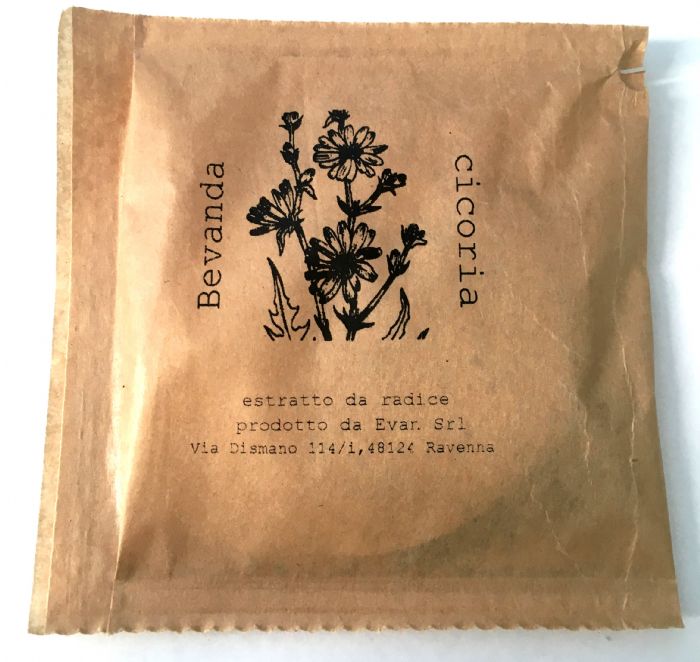 Bevanda
cicoria
estratto da radice
prodotto da Evan Srl
Via Dismano 114/i,48124 Ravenna